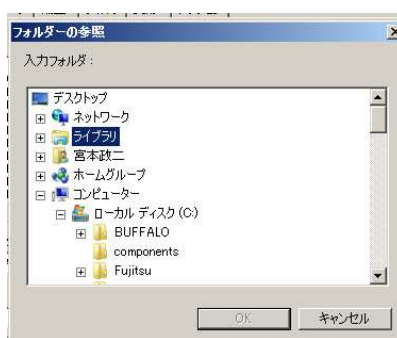 フォルダーの参照
入力フォルダ:
デスクトップ
ネットワーク
ライブラリ
宮本政二
ホームグループ
コンピューター
ローカル ディスク (C:)
BUFFALO
components
Fujitsu
OK
キャンセル